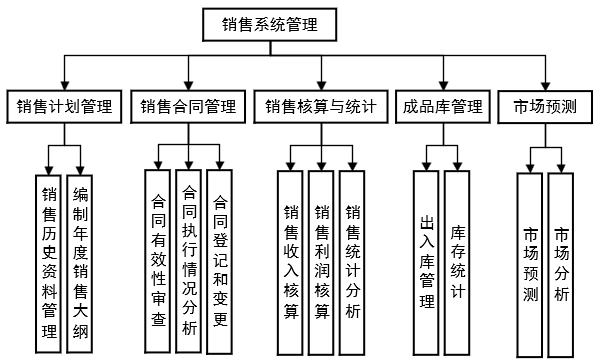 销售系统管理
销售计划管理
销售合同管理
销售核算与统计
成品库管理
市场预测
销售历史资料管理
编制年度销售大纲
合同有效性审查
合同执行情况分析
合同登记和变更
销售收入核算
销售利润核算
销售统计分析
出入库管理
库存统计
市场预测
市场分析